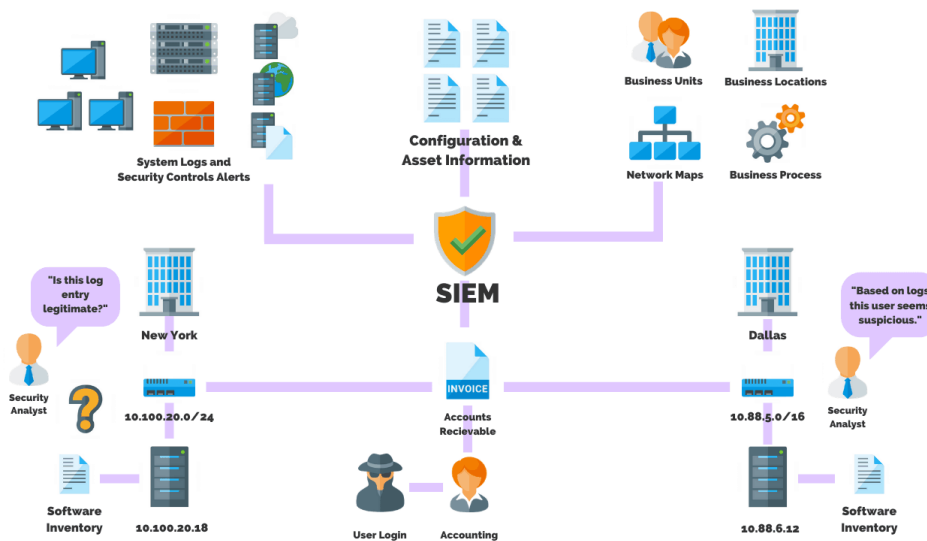 Business Units
Business Locations
Configuration &
Asset Information
System Logs and
Security Controls Alerts
Network Maps
Business Process
SIEM
"Is this log
entry
legitimate?"
New York
Dallas
"Based on logs
this user seems
suspicious."
Security
Analyst
10.100.20.0/24
INVOICE
Accounts
Recievable
10.88.5.0/16
Security
Analyst
Software
Inventory
10.100.20.18
User Login
Accounting
10.88.6.12
Software
Inventory